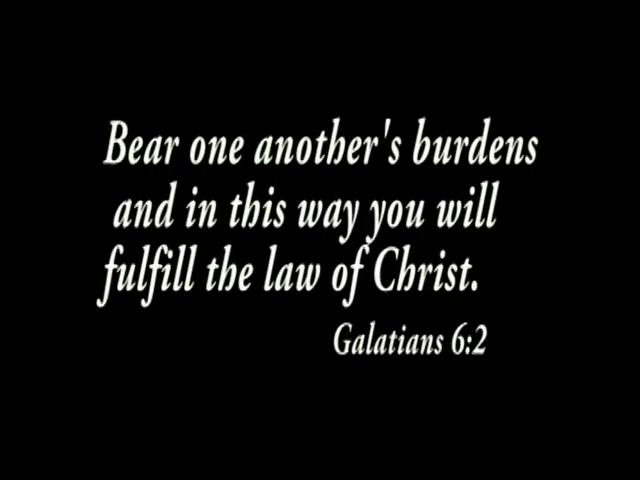 Bear one another's burdens
and in this way you will
fulfill the law of Christ.
Galatians 6:2